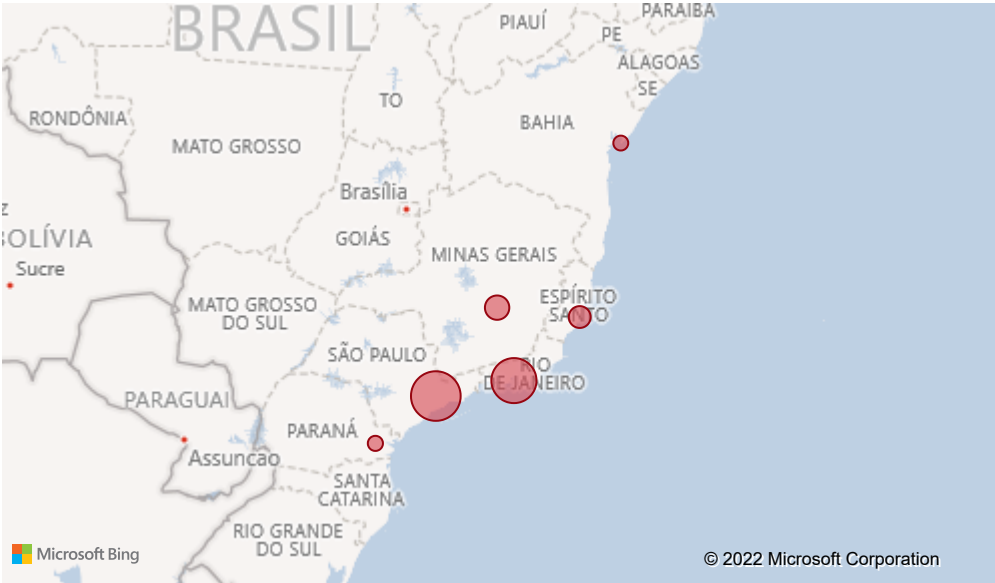 BRASIL
PIAUÍ
PARAÍBA
PE
ALAGOAS
SE
TO
RONDÔNIA
BAHIA
MATO GROSSO
Brasília
z
BOLÍVIA
GOIÁS
MINAS GERAIS
Sucre
MATO GROSSO
DO SUL
ESPÍRITO
SANTO
SÃO PAULO
RIO
DE JANEIRO
PARAGUAI
PARANÁ
Assunção
SANTA
CATARINA
RIO GRANDE
DO SUL
Microsoft Bing
© 2022 Microsoft Corporation